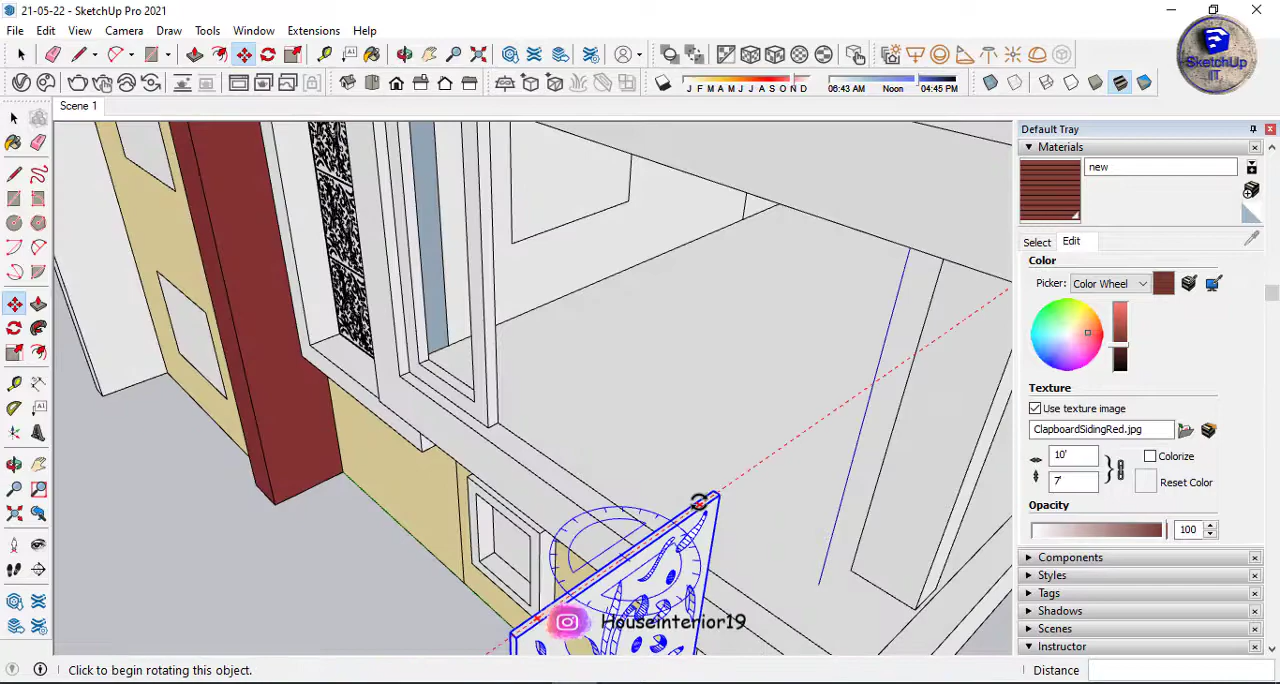 21-05-22 - SketchUp Pro 2021
File Edit View Camera Draw Tools Window Extensions Help
SketchUp
IT
J F M A M J J A S O N D 06:43 AM Noon 04:45 PM
Scene 1
Default Tray
Materials
new
Select Edit
Color
Picker: Color Wheel
Texture
Use texture image
ClapboardSidingRed.jpg
10' Colorize
7' Reset Color
Opacity
100
Components
Styles
Tags
Shadows
Scenes
Instructor
Houseinterior19
Click to begin rotating this object. Distance